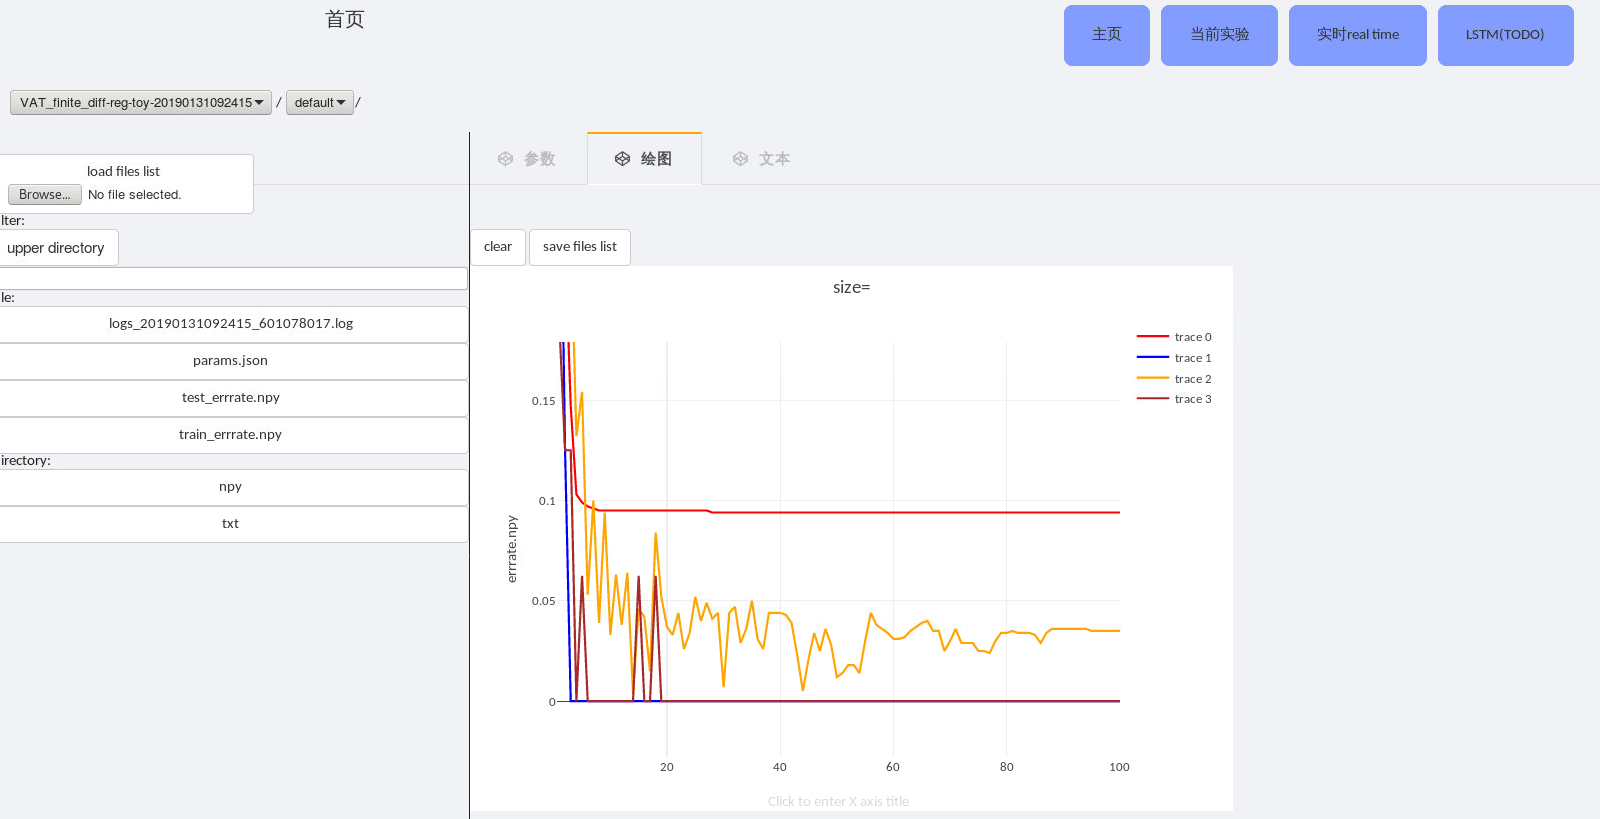 首页
主页
当前实验
实时real time
LSTM(TODO)
VAT_finite_diff-reg-toy-20190131092415 / default /
参数
绘图
文本
load files list
Browse... No file selected.
lter:
upper directory
le:
logs_20190131092415_601078017.log
params.json
test_errrate.npy
train_errrate.npy
irectory:
npy
txt
clear
save files list
size=
trace 0
trace 1
trace 2
trace 3
errrate.npy
0.15
0.1
0.05
0
20
40
60
80
100
Click to enter X axis title